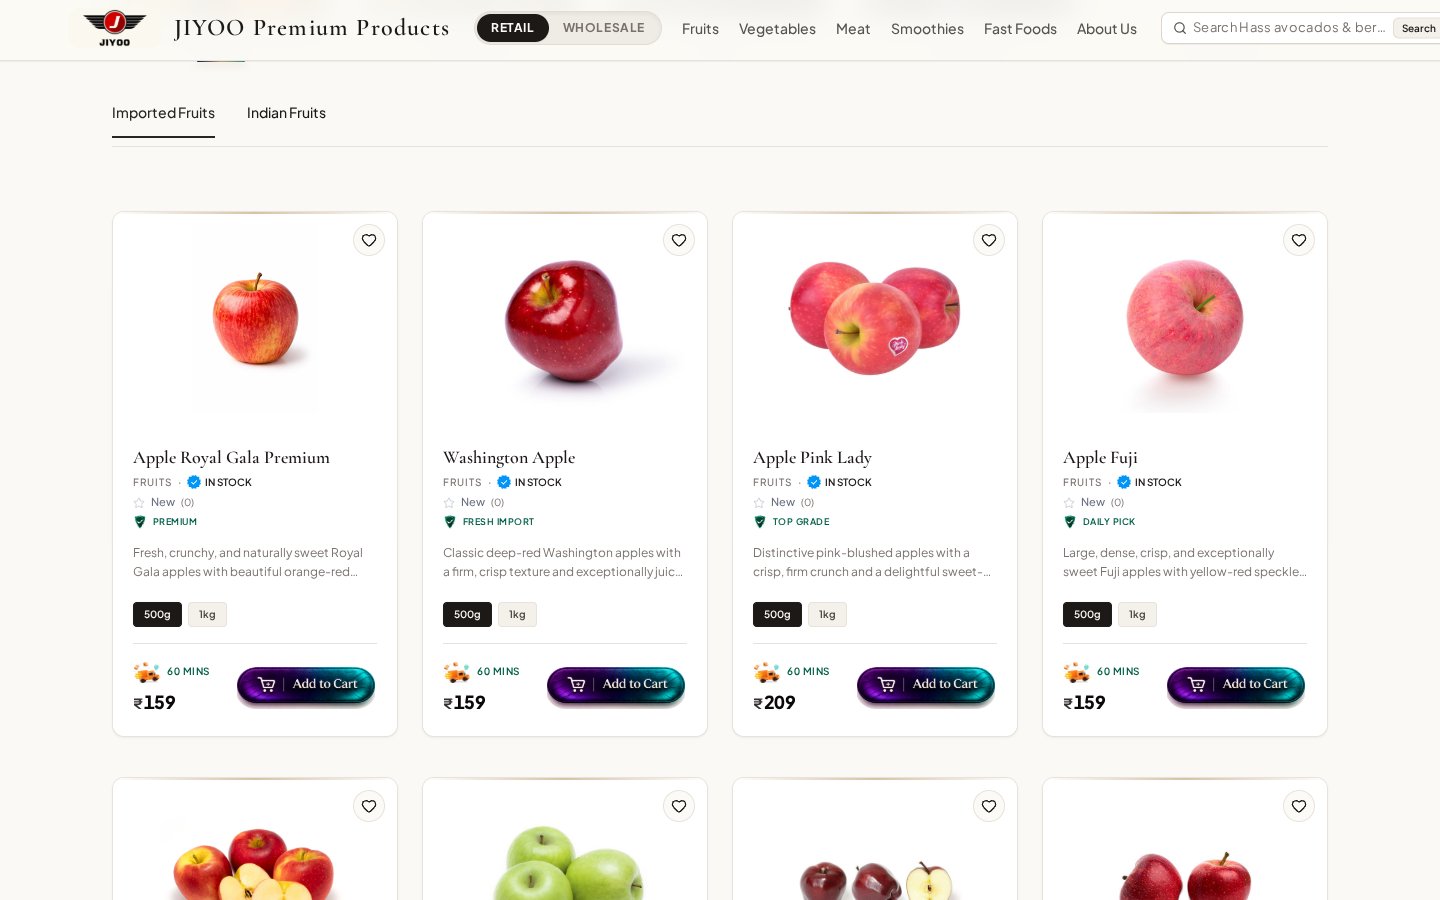 JIYOO
JIYOO Premium Products
RETAIL
WHOLESALE
Fruits
Vegetables
Meat
Smoothies
Fast Foods
About Us
Search Hass avocados & ber...
Search
Imported Fruits
Indian Fruits
Apple Royal Gala Premium
FRUITS · IN STOCK
New (0)
PREMIUM
Fresh, crunchy, and naturally sweet Royal
Gala apples with beautiful orange-red...
500g 1kg
60 MINS
₹159
Add to Cart
Washington Apple
FRUITS · IN STOCK
New (0)
FRESH IMPORT
Classic deep-red Washington apples with
a firm, crisp texture and exceptionally juic...
500g 1kg
60 MINS
₹159
Add to Cart
Apple Pink Lady
FRUITS · IN STOCK
New (0)
TOP GRADE
Distinctive pink-blushed apples with a
crisp, firm crunch and a delightful sweet-...
500g 1kg
60 MINS
₹209
Add to Cart
Apple Fuji
FRUITS · IN STOCK
New (0)
DAILY PICK
Large, dense, crisp, and exceptionally
sweet Fuji apples with yellow-red speckle...
500g 1kg
60 MINS
₹159
Add to Cart